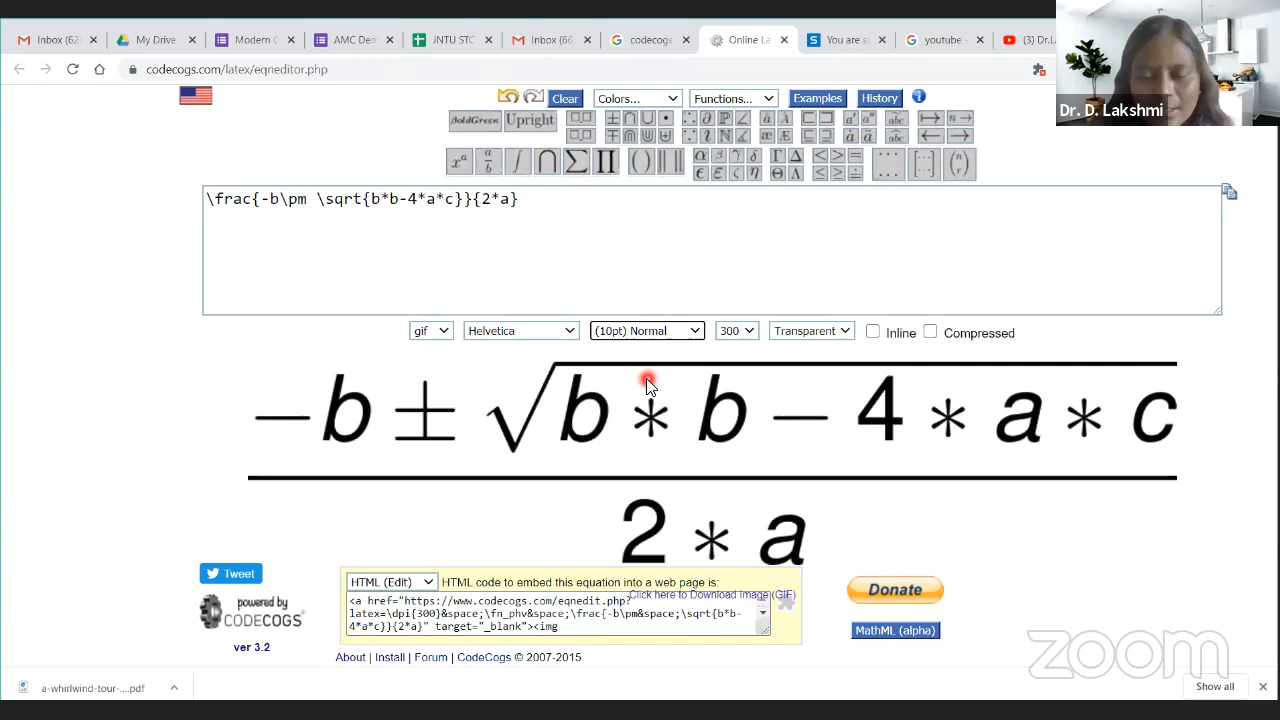 Inbox (62
My Drive
Modern C
AMC Dem
JNTU STC
Inbox (66
codecogs
Online La
You are s
youtube -
(3) Dr.L
codecogs.com/latex/eqneditor.php
Dr. D. Lakshmi
Clear
Colors...
Functions...
Examples
History
BoldGreek
Upright
\frac{-b\pm \sqrt{b*b-4*a*c}}{2*a}
gif
Helvetica
(10pt) Normal
300
Transparent
Inline
Compressed
−b ± √b ∗ b − 4 ∗ a ∗ c
2 ∗ a
Tweet
powered by
CODECOGS
ver 3.2
HTML (Edit)
HTML code to embed this equation into a web page is:
Click here to Download Image (GIF)
<a href="https://www.codecogs.com/eqnedit.php?
latex=\dpi{300}&space;\fn_phv&space;\frac{-b\pm&space;\sqrt{b*b-
4*a*c}}{2*a}" target="_blank"><img
Donate
MathML (alpha)
About | Install | Forum | CodeCogs © 2007-2015
zoom
a-whirlwind-tour-....pdf
Show all